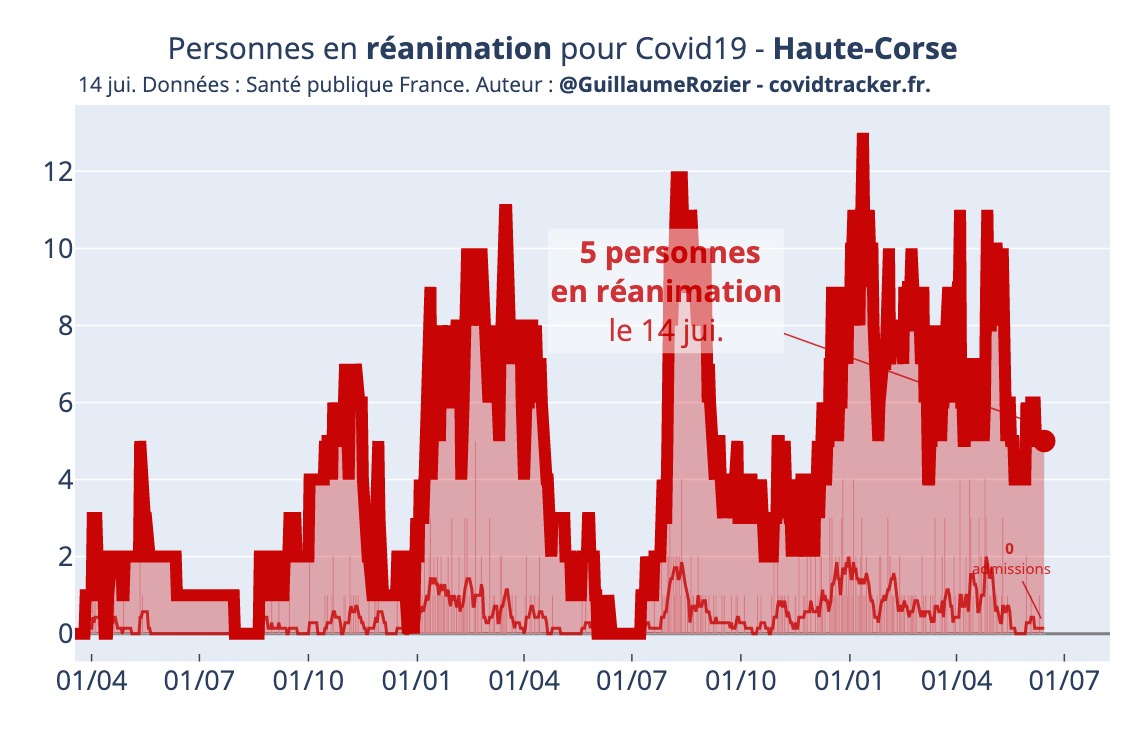 Personnes en réanimation pour Covid19 - Haute-Corse
14 jui. Données : Santé publique France. Auteur : @GuillaumeRozier - covidtracker.fr.
12
10
8
6
4
2
0
5 personnes
en réanimation
le 14 jui.
0
admissions
01/04 01/07 01/10 01/01 01/04 01/07 01/10 01/01 01/04 01/07